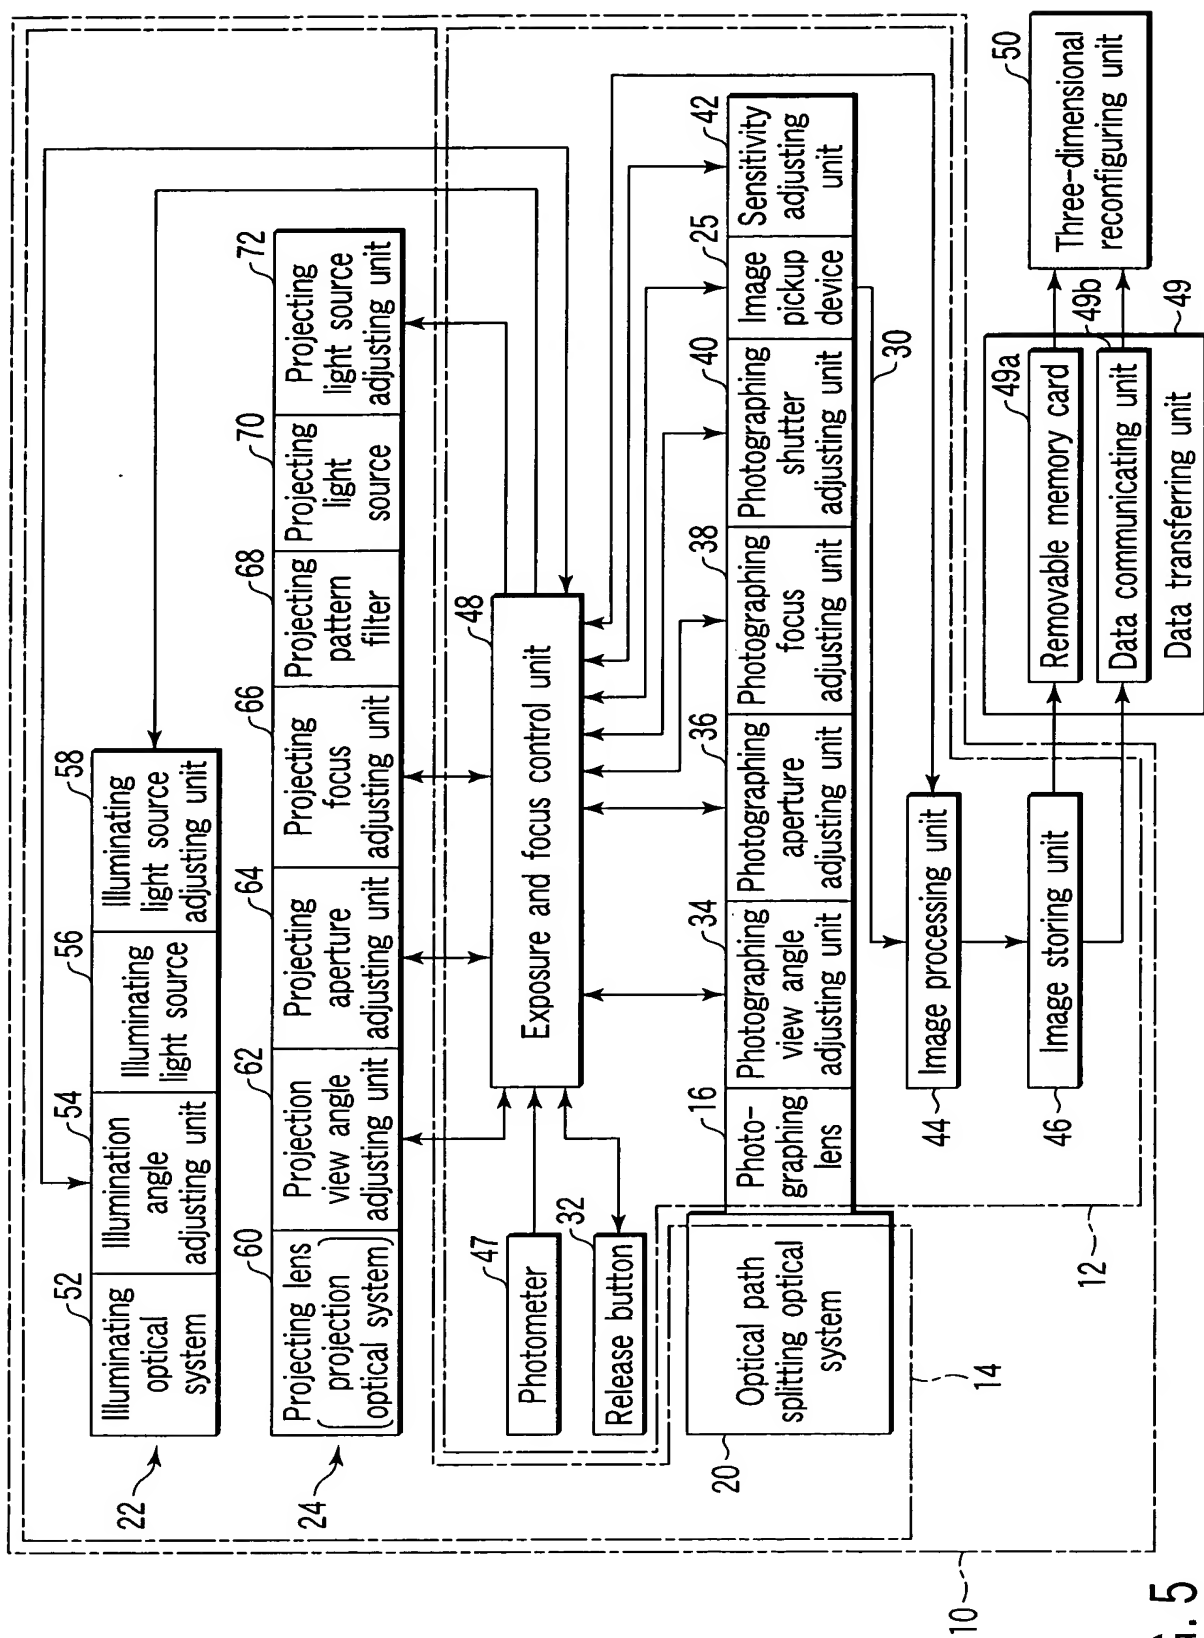 22
Illuminating
optical
system
52
Illumination
angle
adjusting unit
54
Illuminating
light source
56
Illuminating
light source
adjusting unit
58
24
Projecting lens
(projection
optical system)
60
Projection
view angle
adjusting unit
62
Projecting
aperture
adjusting unit
64
Projecting
focus
adjusting unit
66
Projecting
pattern
filter
68
Projecting
light
source
70
Projecting
light source
adjusting unit
72
Photometer
47
Release button
32
Exposure and focus control unit
48
Optical path
splitting optical
system
20
Photo-
graphing
lens
16
Photographing
view angle
adjusting unit
34
Photographing
aperture
adjusting unit
36
Photographing
focus
adjusting unit
38
Photographing
shutter
adjusting unit
40
Image
pickup
device
25
Sensitivity
adjusting
unit
42
30
Image processing unit
44
Image storing unit
46
Removable memory card
49a
Data communicating unit
49b
Data transferring unit
49
Three-dimensional
reconfiguring unit
50
14
12
10
G. 5